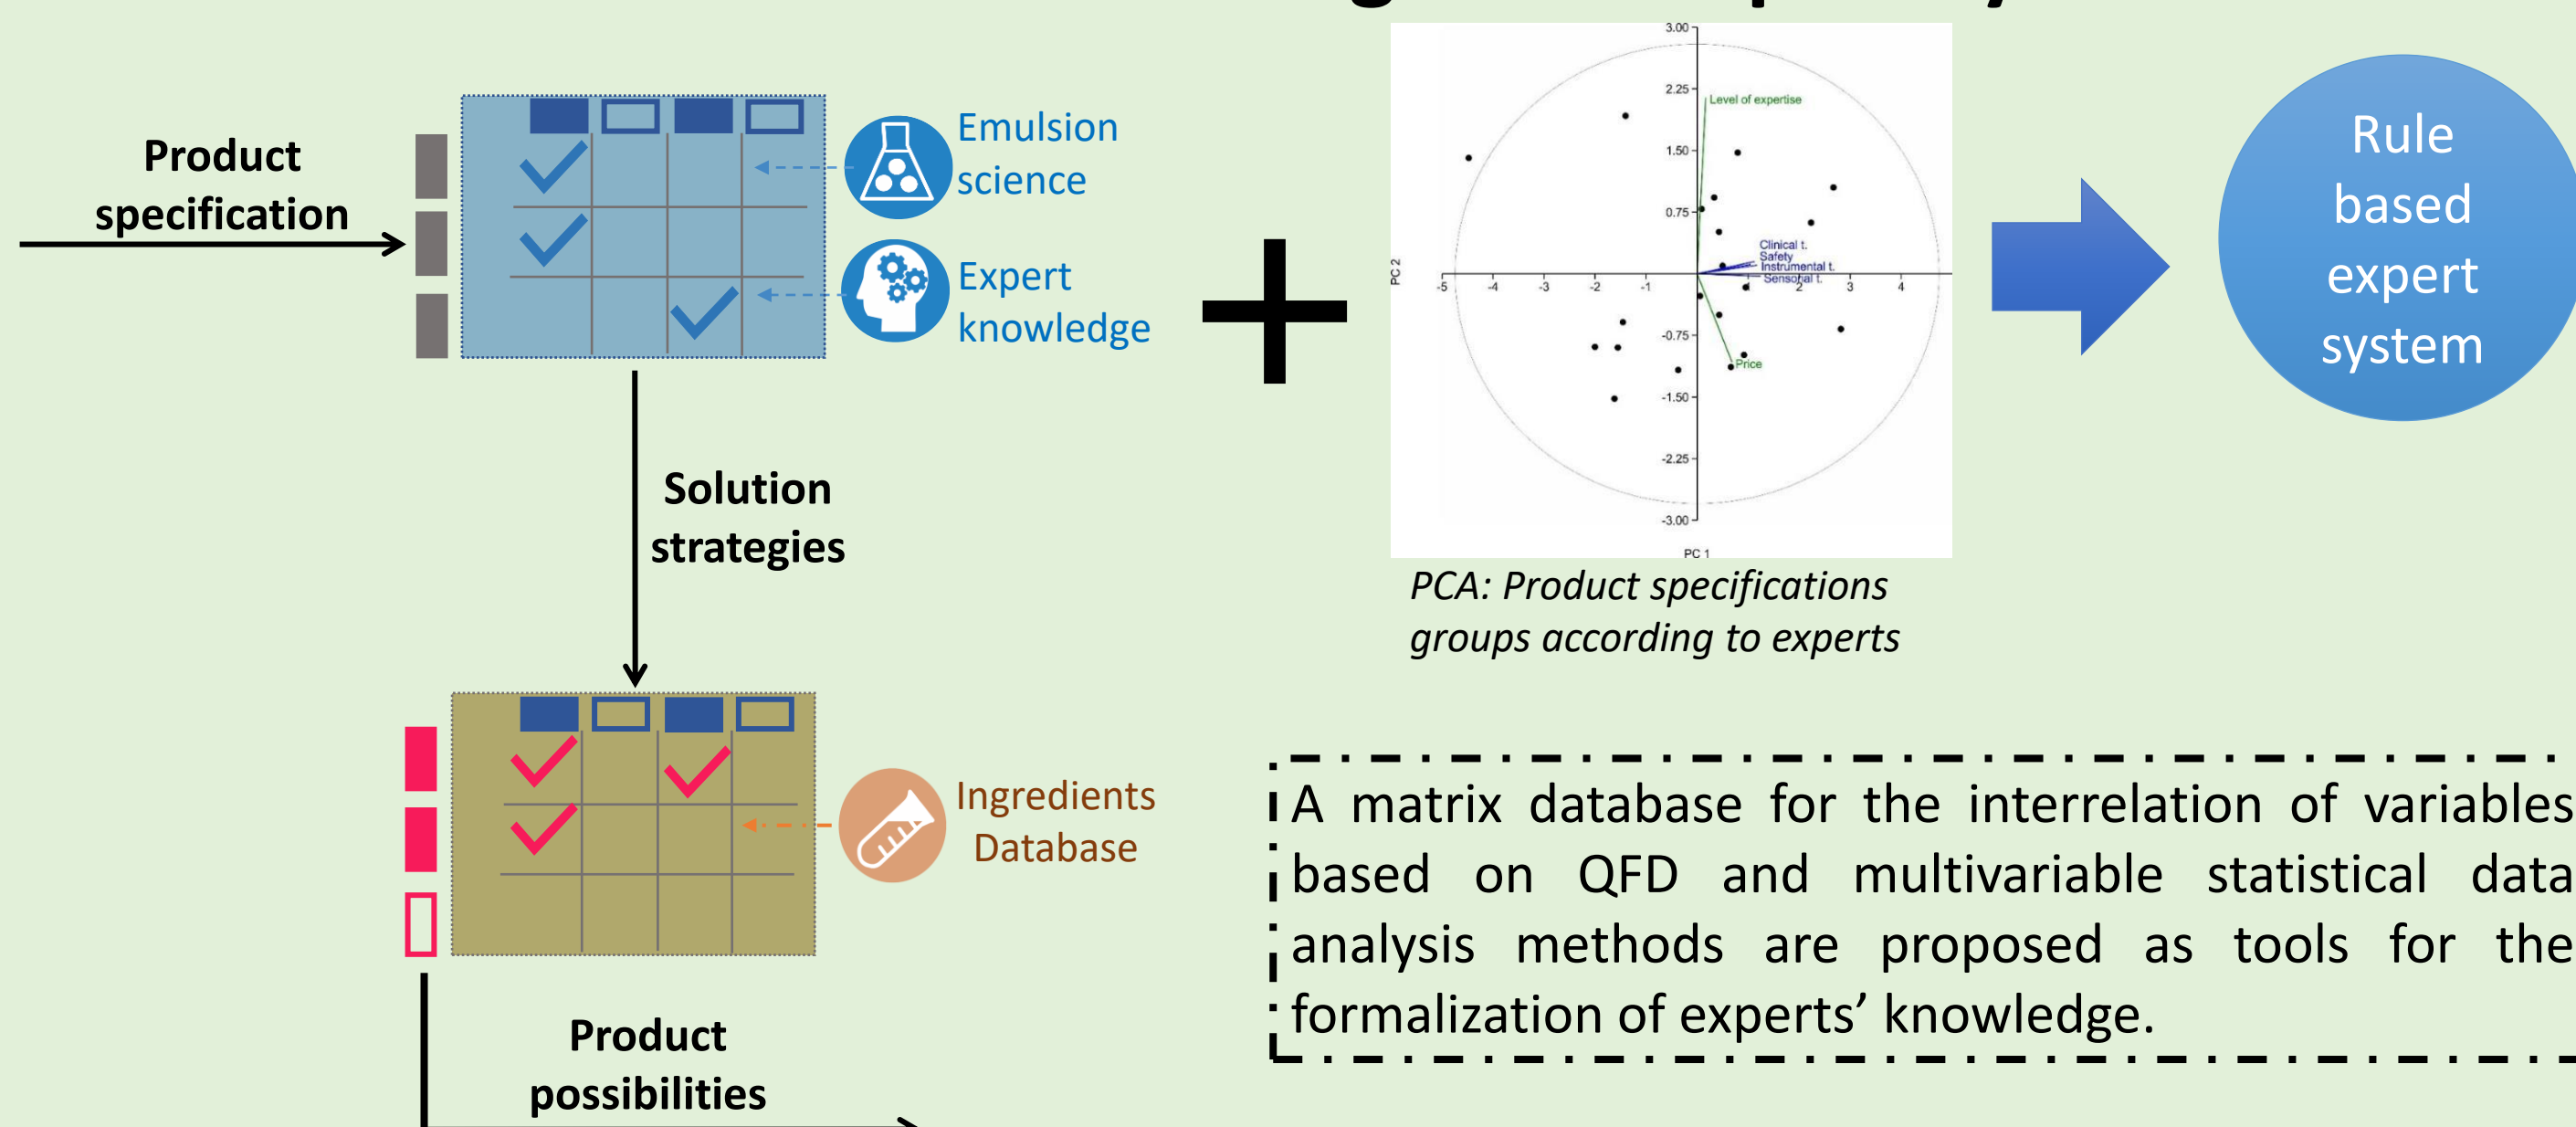 Product
specification
Emulsion
science
Expert
knowledge
Solution
strategies
Ingredients
Database
Product
possibilities
3.00
2.25
Level of expertise
1.50
0.75
Clinical t.
Safety
Instrumental t.
Sensorial t.
PC 2
-5 -4 -3 -2 -1 1 2 3 4
-0.75
Price
-1.50
-2.25
-3.00
PC 1
PCA: Product specifications
groups according to experts
Rule
based
expert
system
A matrix database for the interrelation of variables
based on QFD and multivariable statistical data
analysis methods are proposed as tools for the
formalization of experts’ knowledge.